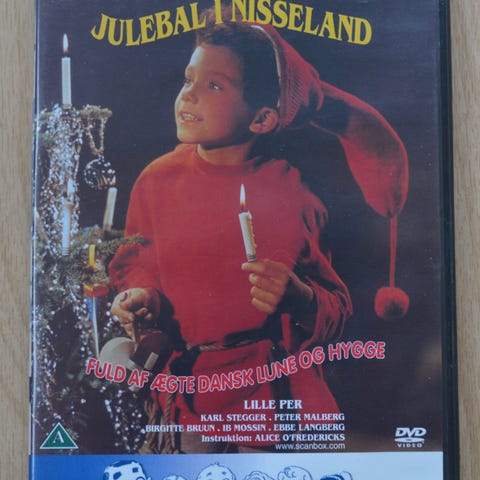 JULEBAL I NISSELAND
FULD AF ÆGTE DANSK LUNE OG HYGGE
LILLE PER
KARL STEGGER . PETER MALBERG
BIRGITTE BRUUN . IB MOSSIN . EBBE LANGBERG
Instruktion: ALICE O'FREDERICKS
www.scanbox.com
A
DVD
VIDEO